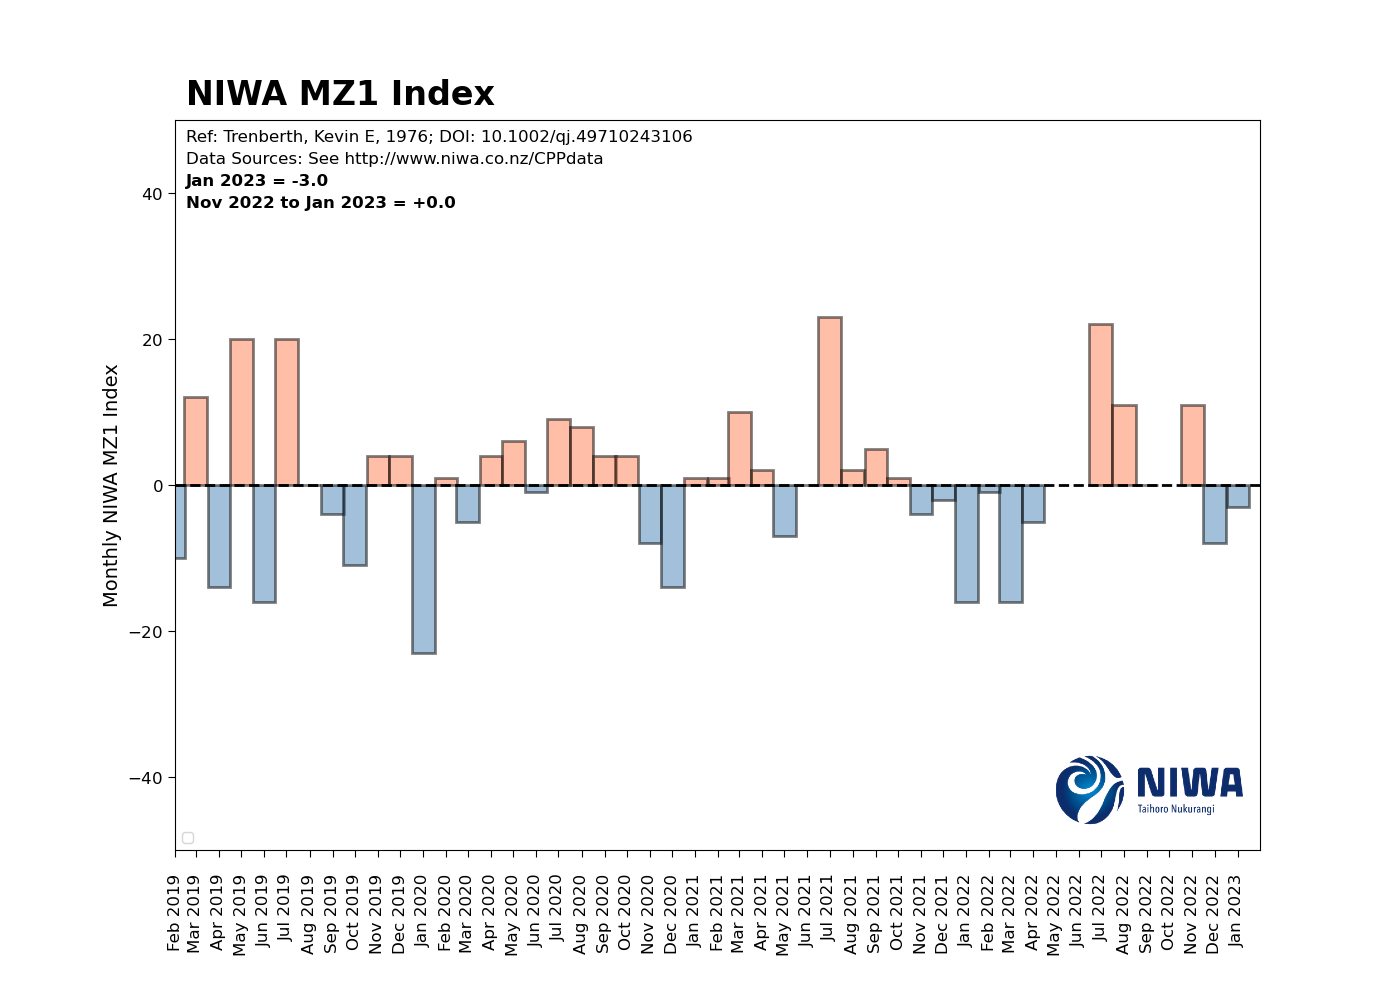 NIWA MZ1 Index
Ref: Trenberth, Kevin E, 1976; DOI: 10.1002/qj.49710243106
Data Sources: See http://www.niwa.co.nz/CPPdata
Jan 2023 = -3.0
Nov 2022 to Jan 2023 = +0.0
Monthly NIWA MZ1 Index
40
20
0
−20
−40
NIWA
Taihoro Nukurangi
Feb 2019
Mar 2019
Apr 2019
May 2019
Jun 2019
Jul 2019
Aug 2019
Sep 2019
Oct 2019
Nov 2019
Dec 2019
Jan 2020
Feb 2020
Mar 2020
Apr 2020
May 2020
Jun 2020
Jul 2020
Aug 2020
Sep 2020
Oct 2020
Nov 2020
Dec 2020
Jan 2021
Feb 2021
Mar 2021
Apr 2021
May 2021
Jun 2021
Jul 2021
Aug 2021
Sep 2021
Oct 2021
Nov 2021
Dec 2021
Jan 2022
Feb 2022
Mar 2022
Apr 2022
May 2022
Jun 2022
Jul 2022
Aug 2022
Sep 2022
Oct 2022
Nov 2022
Dec 2022
Jan 2023